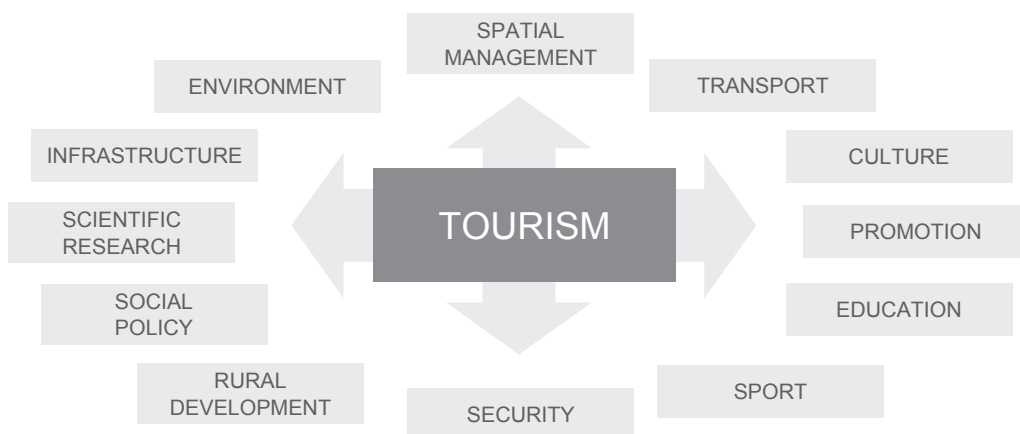 SPATIAL
MANAGEMENT
ENVIRONMENT
TRANSPORT
INFRASTRUCTURE
CULTURE
SCIENTIFIC
RESEARCH
TOURISM
PROMOTION
SOCIAL
POLICY
EDUCATION
RURAL
DEVELOPMENT
SPORT
SECURITY